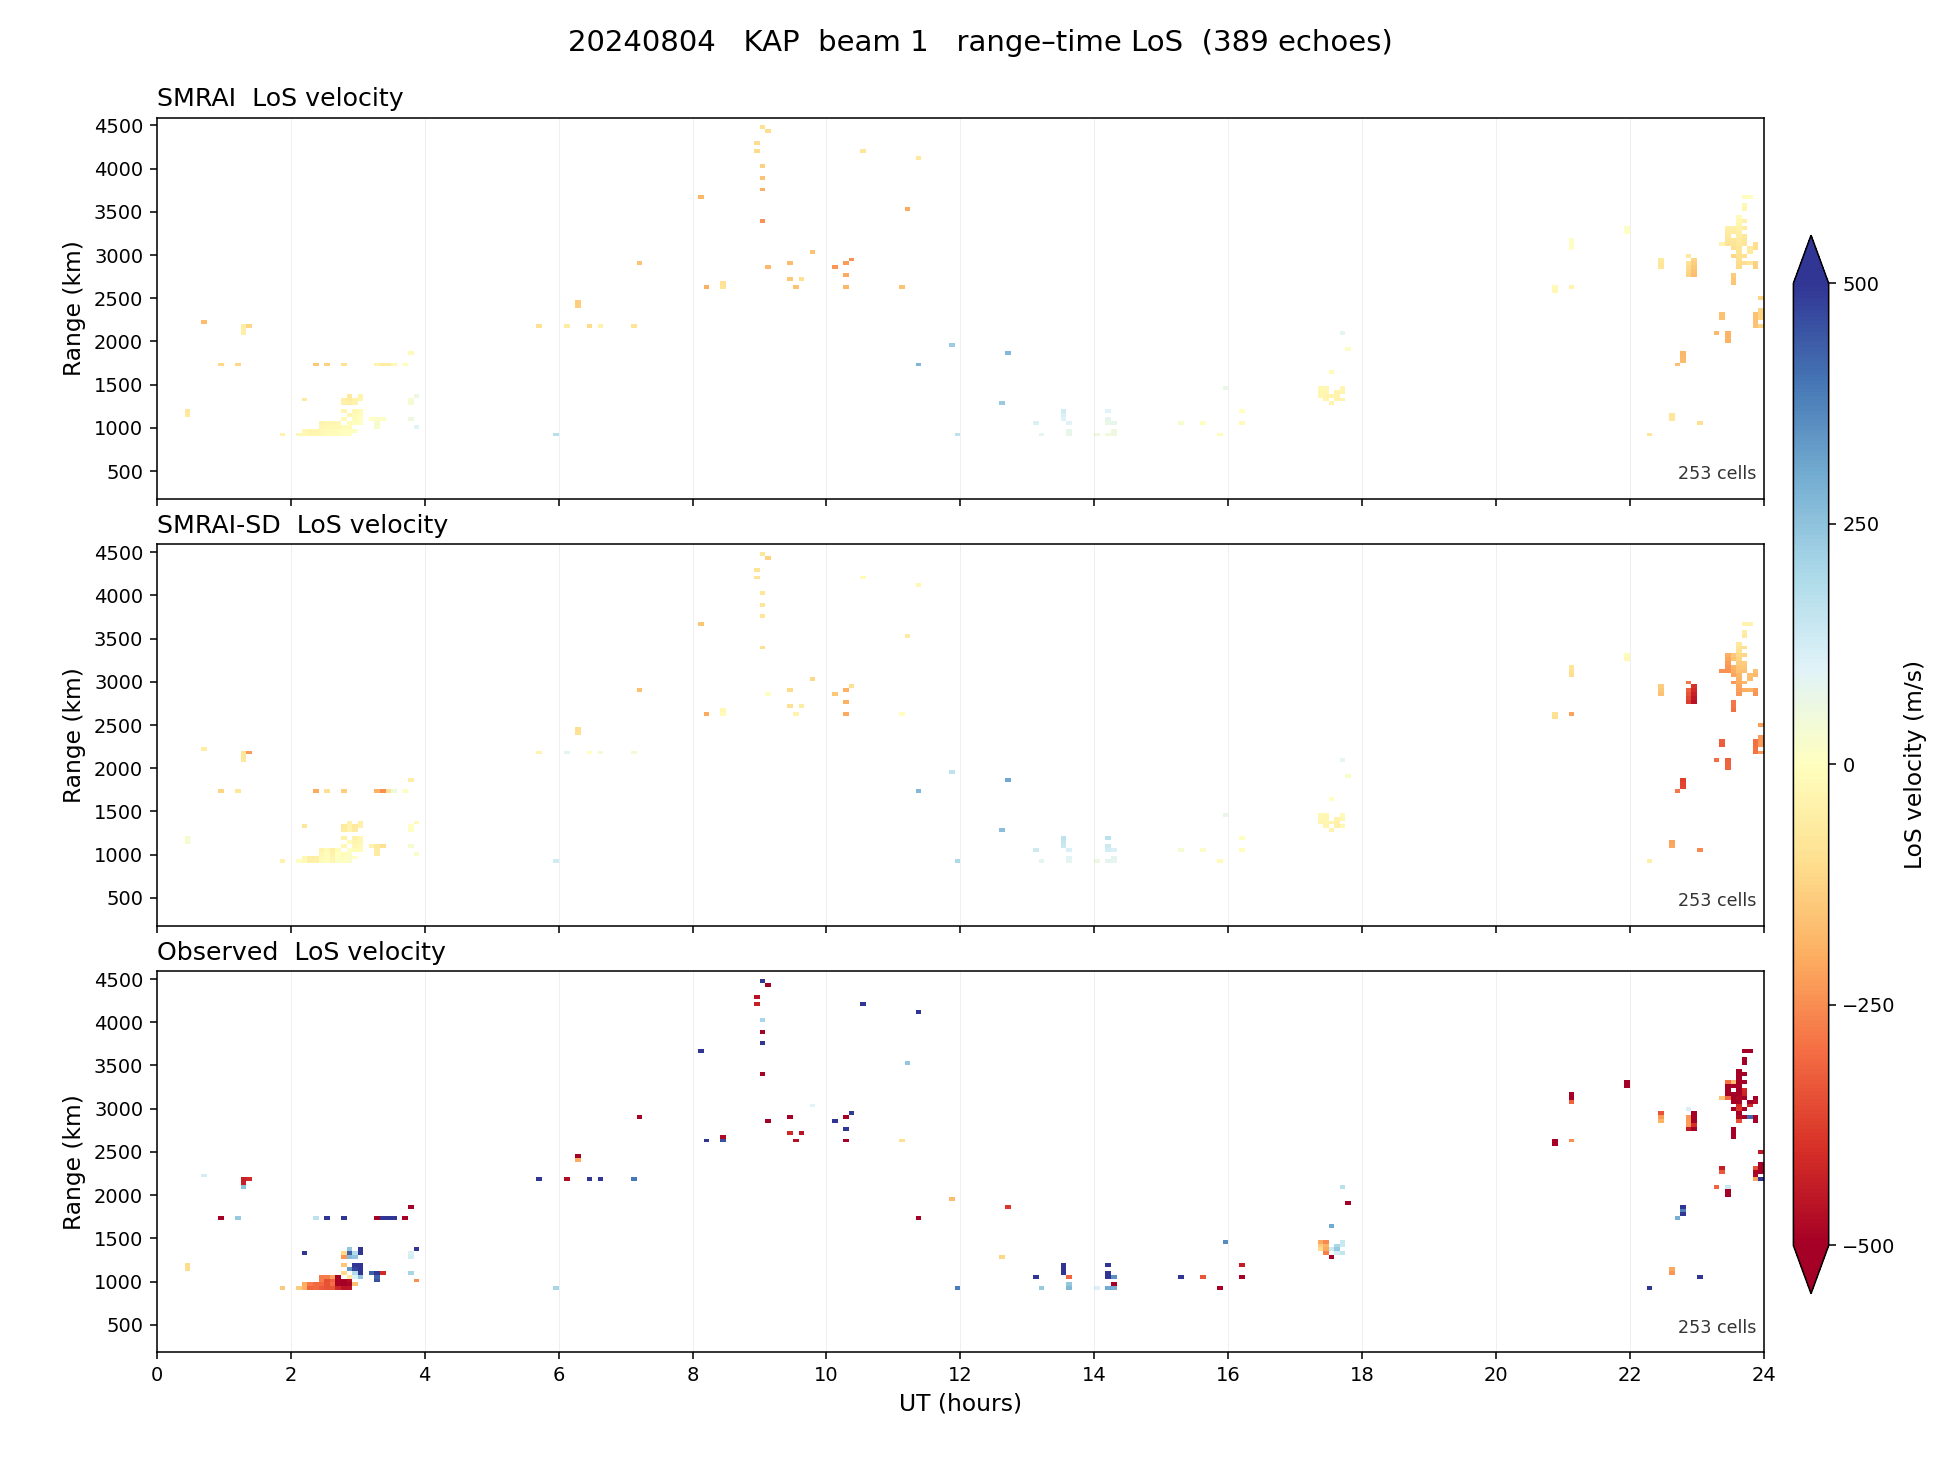 20240804   KAP  beam 1   range–time LoS  (389 echoes)
SMRAI  LoS velocity
4500
4000
3500
3000
2500
2000
1500
1000
500
Range (km)
253 cells
SMRAI-SD  LoS velocity
4500
4000
3500
3000
2500
2000
1500
1000
500
Range (km)
253 cells
Observed  LoS velocity
4500
4000
3500
3000
2500
2000
1500
1000
500
Range (km)
253 cells
0 2 4 6 8 10 12 14 16 18 20 22 24
UT (hours)
500
250
0
−250
−500
LoS velocity (m/s)